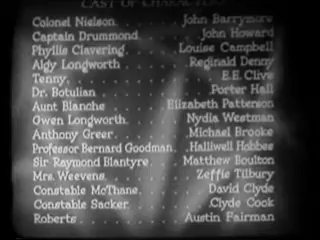 CAST OF CHARACTERS
Colonel Nielson. . . . . . . John Barrymore
Captain Drummond . . . . . . John Howard
Phyllis Clavering. . . . . . Louise Campbell
Algy Longworth. . . . . . . Reginald Denny
Tenny. . . . . . . . . . . . E.E. Clive
Dr. Botulian . . . . . . . . Porter Hall
Aunt Blanche . . . . . Elizabeth Patterson
Gwen Longworth. . . . . . Nydia Westman
Anthony Greer. . . . . . . Michael Brooke
Professor Bernard Goodman. . Halliwell Hobbes
Sir Raymond Blantyre. . . Matthew Boulton
Mrs. Weevens. . . . . . . . Zeffie Tilbury
Constable McThane. . . . . . David Clyde
Constable Sacker. . . . . . . Clyde Cook
Roberts . . . . . . . . . Austin Fairman